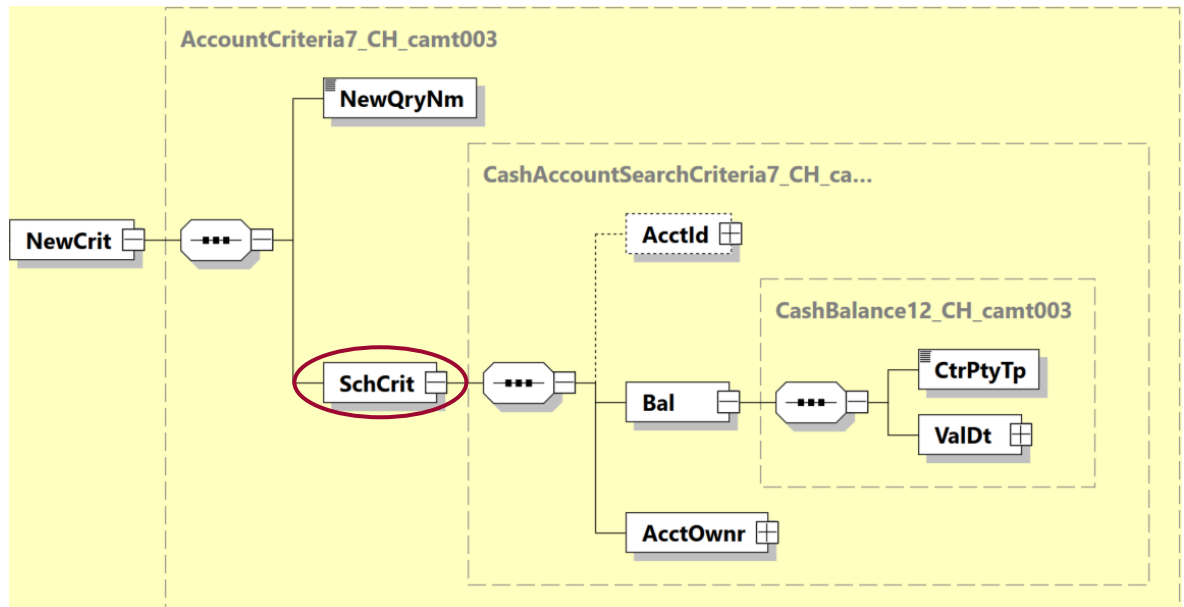 AccountCriteria7_CH_camt003
NewQryNm
CashAccountSearchCriteria7_CH_ca...
AcctId
NewCrit
CashBalance12_CH_camt003
CtrPtyTp
SchCrit
Bal
ValDt
AcctOwnr